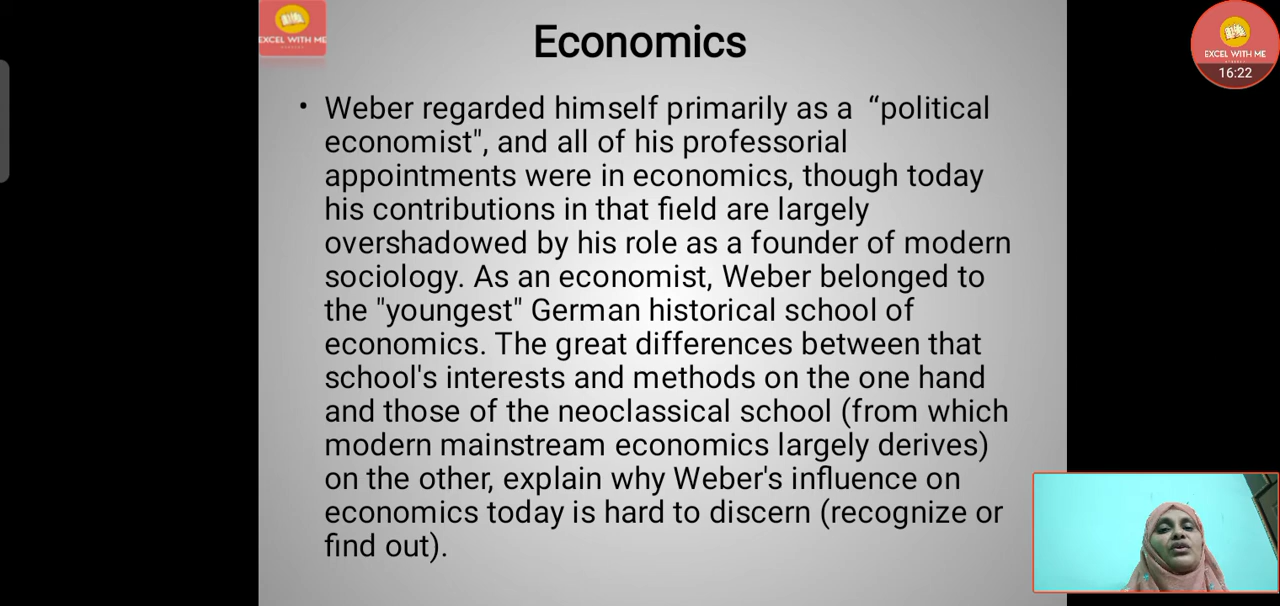 EXCEL WITH ME
Economics
EXCEL WITH ME
16:22
• Weber regarded himself primarily as a “political
economist", and all of his professorial
appointments were in economics, though today
his contributions in that field are largely
overshadowed by his role as a founder of modern
sociology. As an economist, Weber belonged to
the "youngest" German historical school of
economics. The great differences between that
school's interests and methods on the one hand
and those of the neoclassical school (from which
modern mainstream economics largely derives)
on the other, explain why Weber's influence on
economics today is hard to discern (recognize or
find out).